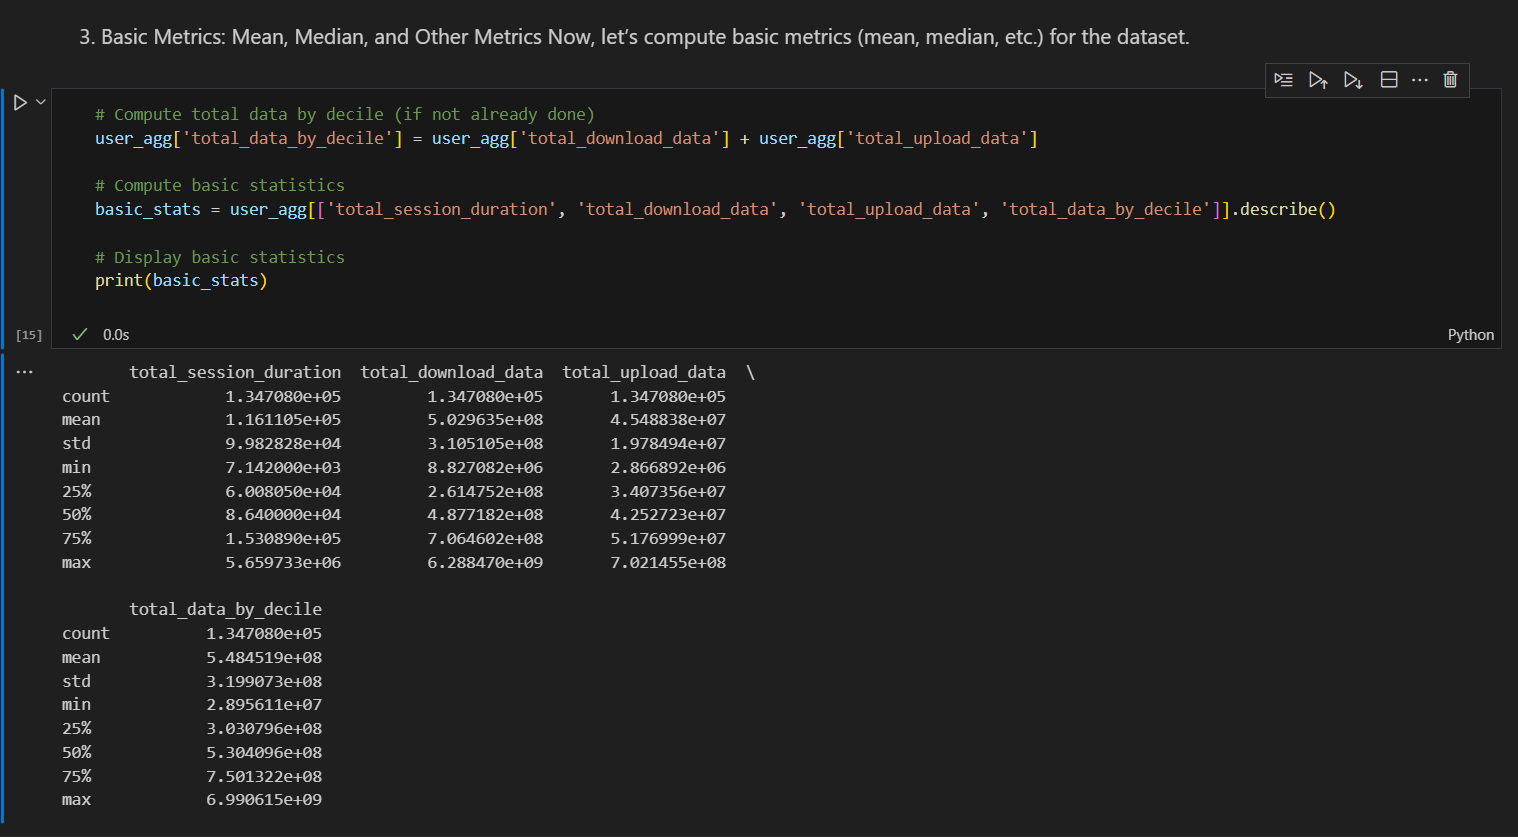 3. Basic Metrics: Mean, Median, and Other Metrics Now, let’s compute basic metrics (mean, median, etc.) for the dataset.
# Compute total data by decile (if not already done)
user_agg['total_data_by_decile'] = user_agg['total_download_data'] + user_agg['total_upload_data']
# Compute basic statistics
basic_stats = user_agg[['total_session_duration', 'total_download_data', 'total_upload_data', 'total_data_by_decile']].describe()
# Display basic statistics
print(basic_stats)
[15] 0.0s Python
total_session_duration total_download_data total_upload_data \
count 1.347080e+05 1.347080e+05 1.347080e+05
mean 1.161105e+05 5.029635e+08 4.548838e+07
std 9.982828e+04 3.105105e+08 1.978494e+07
min 7.142000e+03 8.827082e+06 2.866892e+06
25% 6.008050e+04 2.614752e+08 3.407356e+07
50% 8.640000e+04 4.877182e+08 4.252723e+07
75% 1.530890e+05 7.064602e+08 5.176999e+07
max 5.659733e+06 6.288470e+09 7.021455e+08
total_data_by_decile
count 1.347080e+05
mean 5.484519e+08
std 3.199073e+08
min 2.895611e+07
25% 3.030796e+08
50% 5.304096e+08
75% 7.501322e+08
max 6.990615e+09